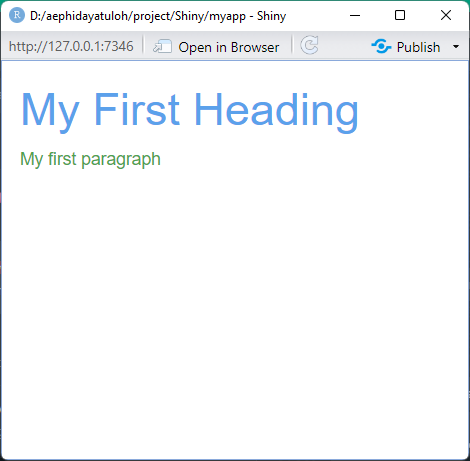 D:/aephidayatuloh/project/Shiny/myapp - Shiny
http://127.0.0.1:7346 Open in Browser Publish
My First Heading
My first paragraph